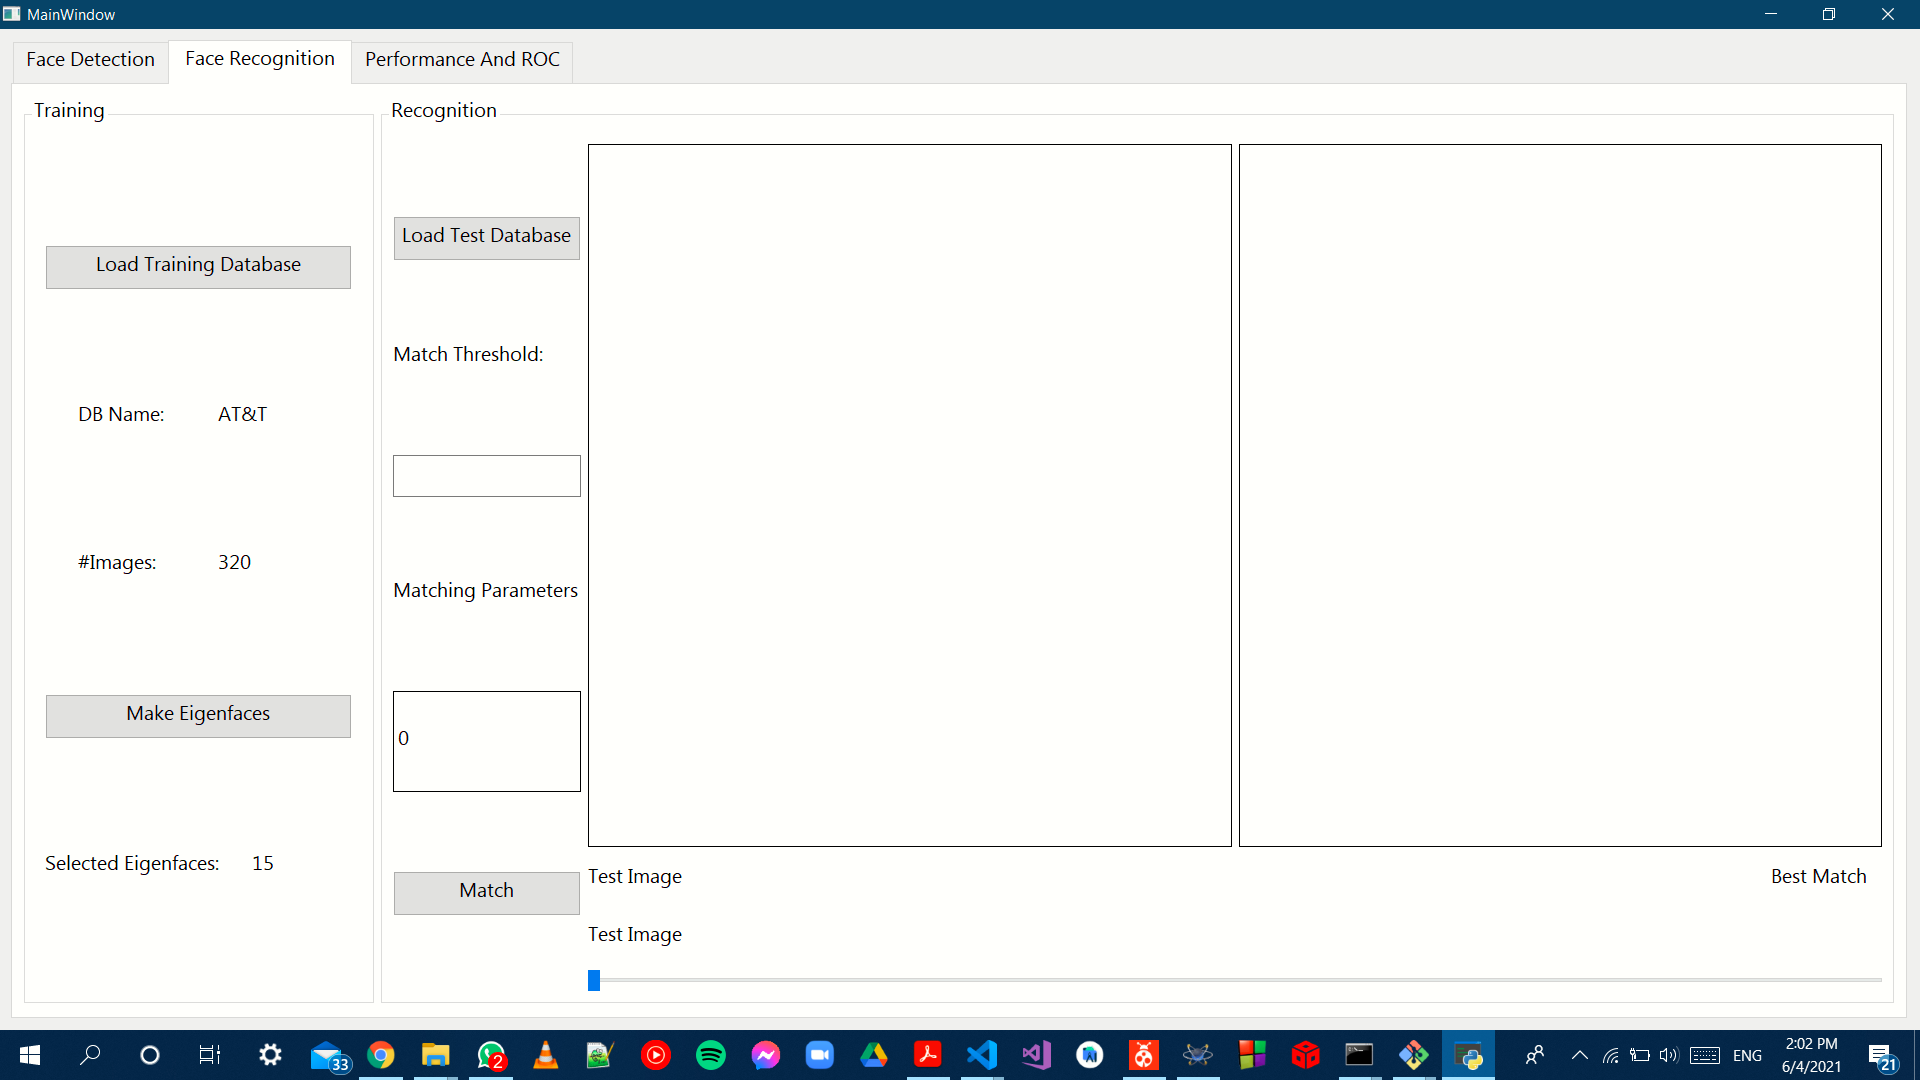 MainWindow
Face Detection
Face Recognition
Performance And ROC
Training
Load Training Database
DB Name: AT&T
#Images: 320
Make Eigenfaces
Selected Eigenfaces: 15
Recognition
Load Test Database
Match Threshold:
Matching Parameters
0
Match
Test Image
Best Match
Test Image
33
2
ENG
2:02 PM
6/4/2021
21